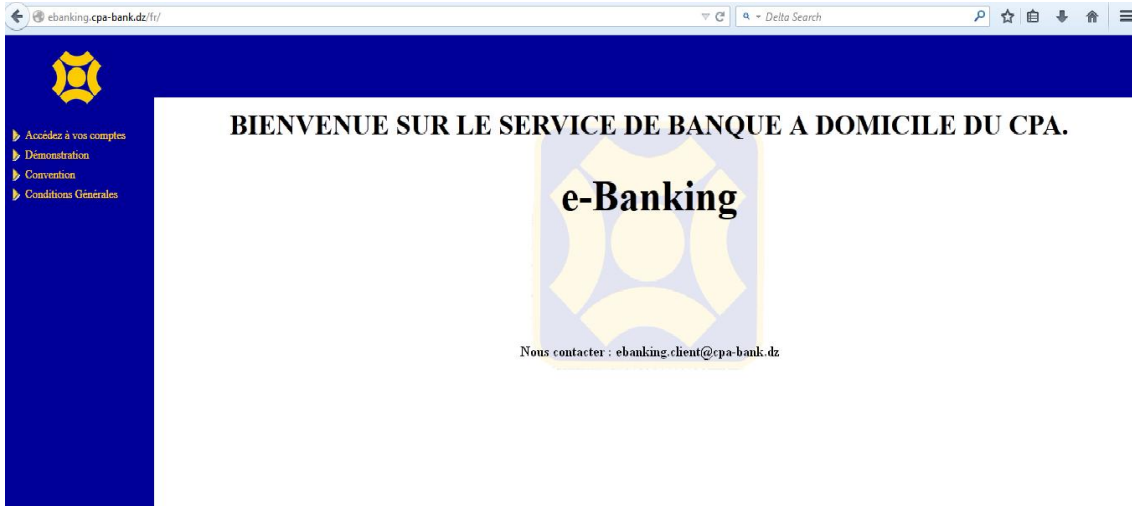 ebanking.cpa-bank.dz/fr/
Delta Search
BIENVENUE SUR LE SERVICE DE BANQUE A DOMICILE DU CPA.
Accédez à vos comptes
Démonstration
Convention
Conditions Générales
e-Banking
Nous contacter : ebanking.client@cpa-bank.dz